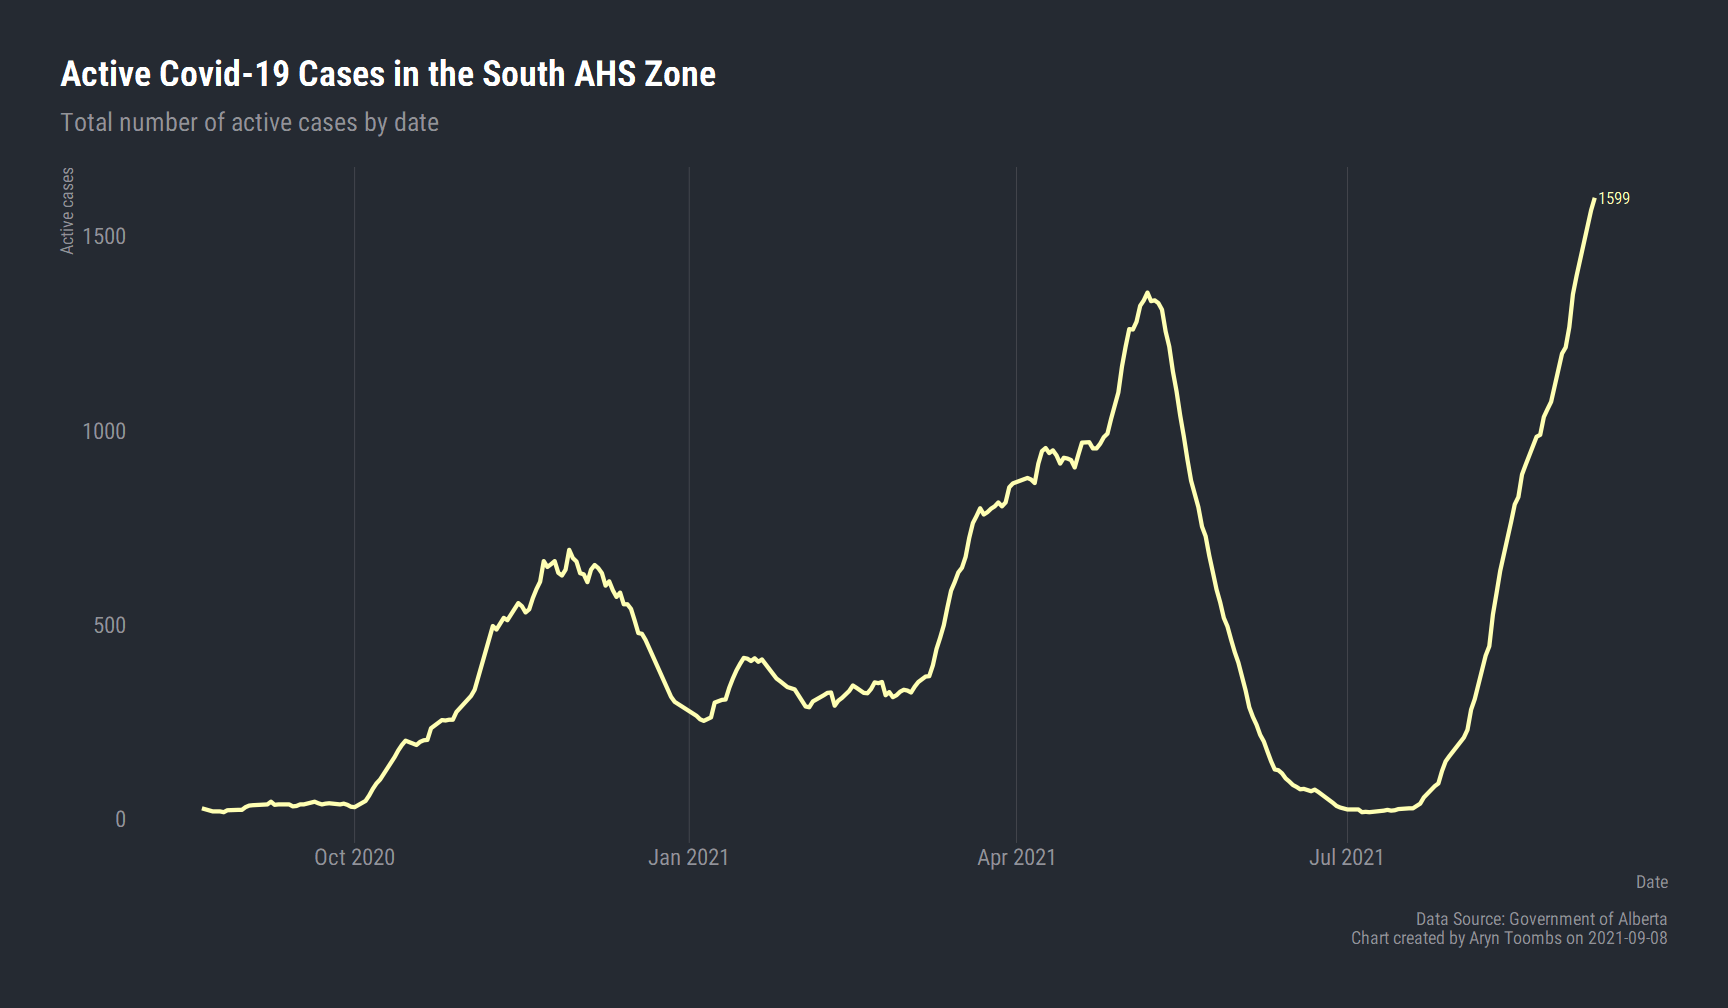 Active Covid-19 Cases in the South AHS Zone
Total number of active cases by date
Active cases
1500
1000
500
0
1599
Oct 2020
Jan 2021
Apr 2021
Jul 2021
Date
Data Source: Government of Alberta
Chart created by Aryn Toombs on 2021-09-08